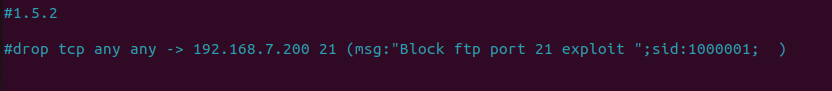 #1.5.2
#drop tcp any any -> 192.168.7.200 21 (msg:"Block ftp port 21 exploit ";sid:1000001;  )